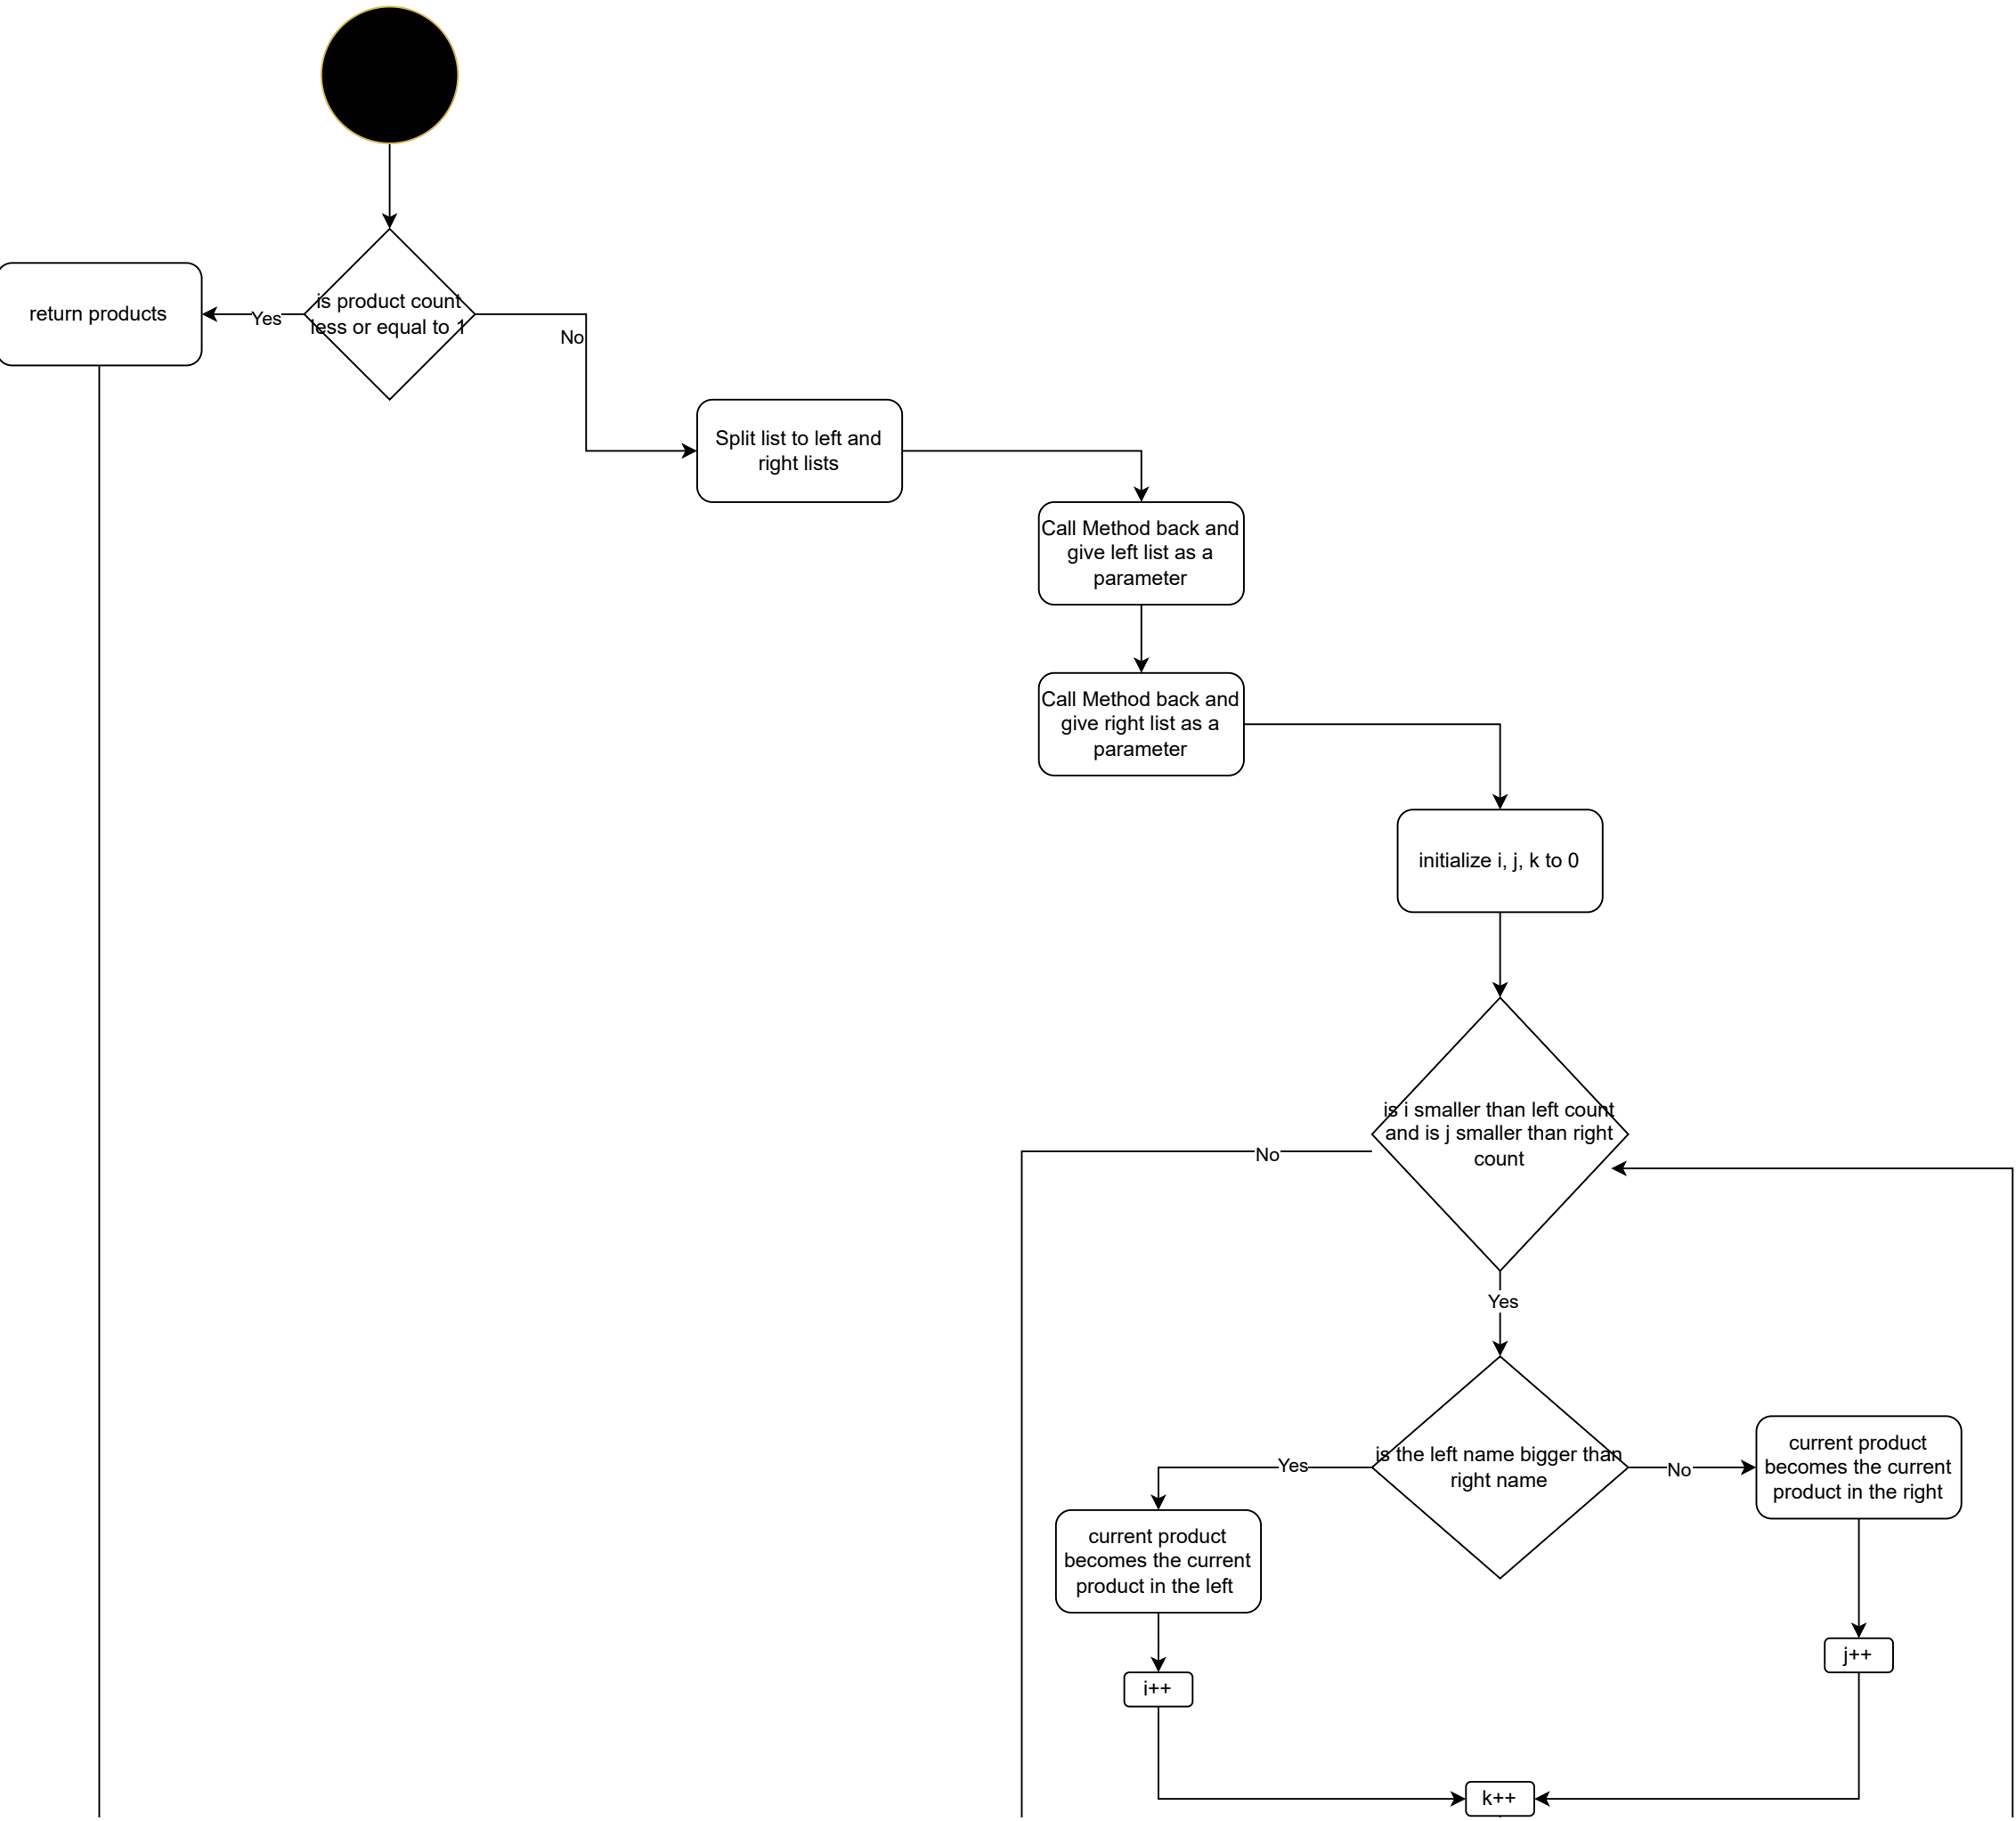 is product count
less or equal to 1
return products
Yes
No
Split list to left and
right lists
Call Method back and
give left list as a
parameter
Call Method back and
give right list as a
parameter
initialize i, j, k to 0
is i smaller than left count
and is j smaller than right
count
No
Yes
is the left name bigger than
right name
Yes
No
current product
becomes the current
product in the right
current product
becomes the current
product in the left
j++
i++
k++